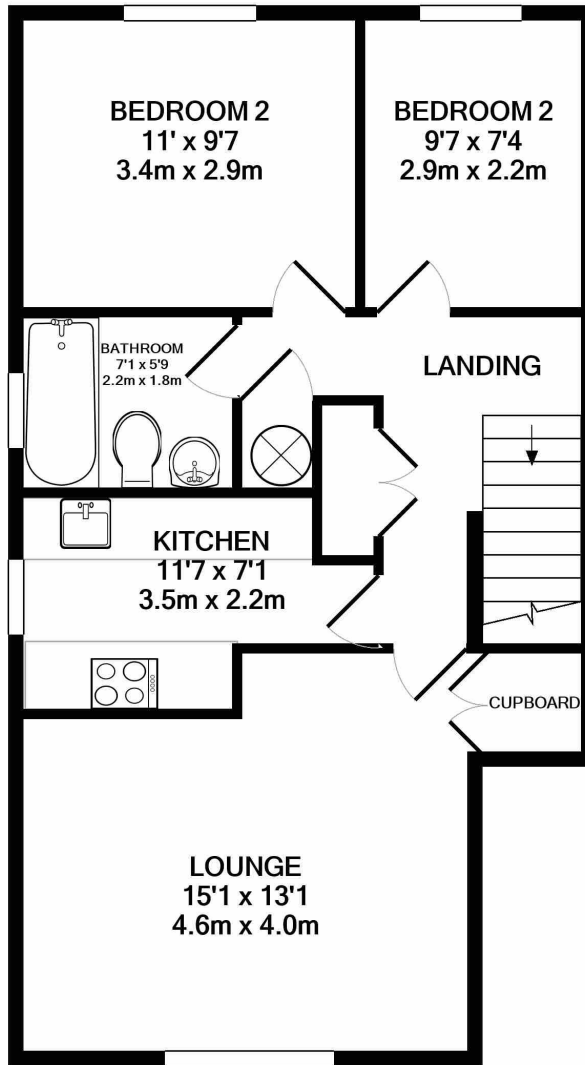 BEDROOM 2
11' x 9'7
3.4m x 2.9m
BEDROOM 2
9'7 x 7'4
2.9m x 2.2m
BATHROOM
7'1 x 5'9
2.2m x 1.8m
LANDING
KITCHEN
11'7 x 7'1
3.5m x 2.2m
CUPBOARD
LOUNGE
15'1 x 13'1
4.6m x 4.0m